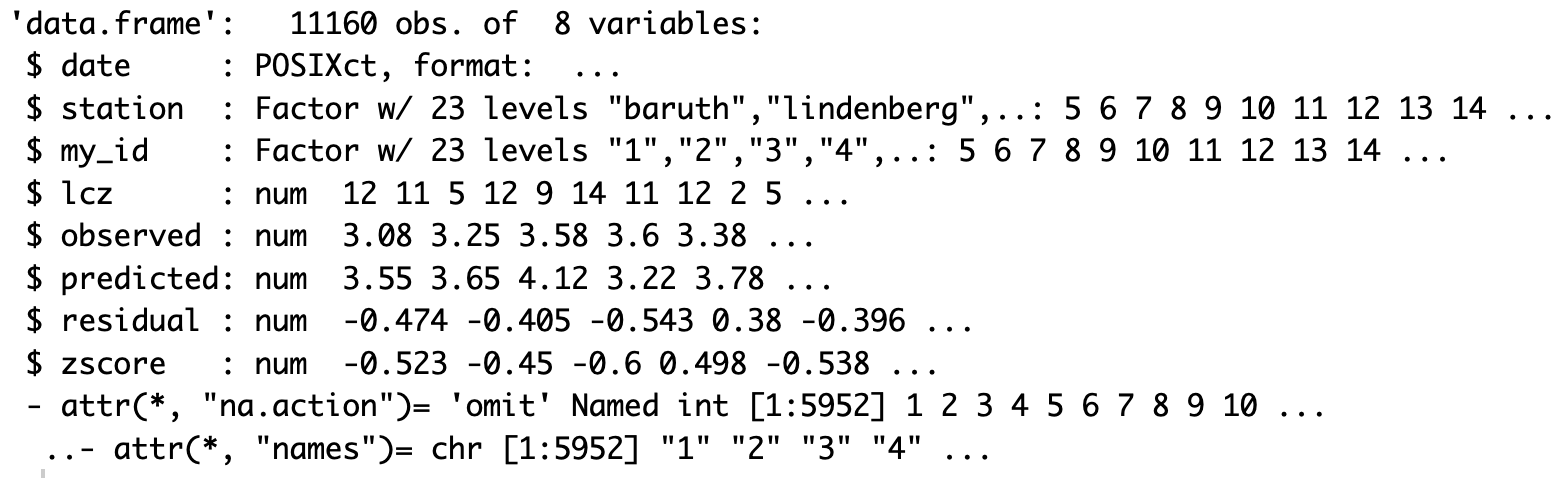 'data.frame':   11160 obs. of  8 variables:
 $ date     : POSIXct, format:  ...
 $ station  : Factor w/ 23 levels "baruth","lindenberg",..: 5 6 7 8 9 10 11 12 13 14 ...
 $ my_id    : Factor w/ 23 levels "1","2","3","4",..: 5 6 7 8 9 10 11 12 13 14 ...
 $ lcz      : num  12 11 5 12 9 14 11 12 2 5 ...
 $ observed : num  3.08 3.25 3.58 3.6 3.38 ...
 $ predicted: num  3.55 3.65 4.12 3.22 3.78 ...
 $ residual : num  -0.474 -0.405 -0.543 0.38 -0.396 ...
 $ zscore   : num  -0.523 -0.45 -0.6 0.498 -0.538 ...
 - attr(*, "na.action")= 'omit' Named int [1:5952] 1 2 3 4 5 6 7 8 9 10 ...
  ..- attr(*, "names")= chr [1:5952] "1" "2" "3" "4" ...